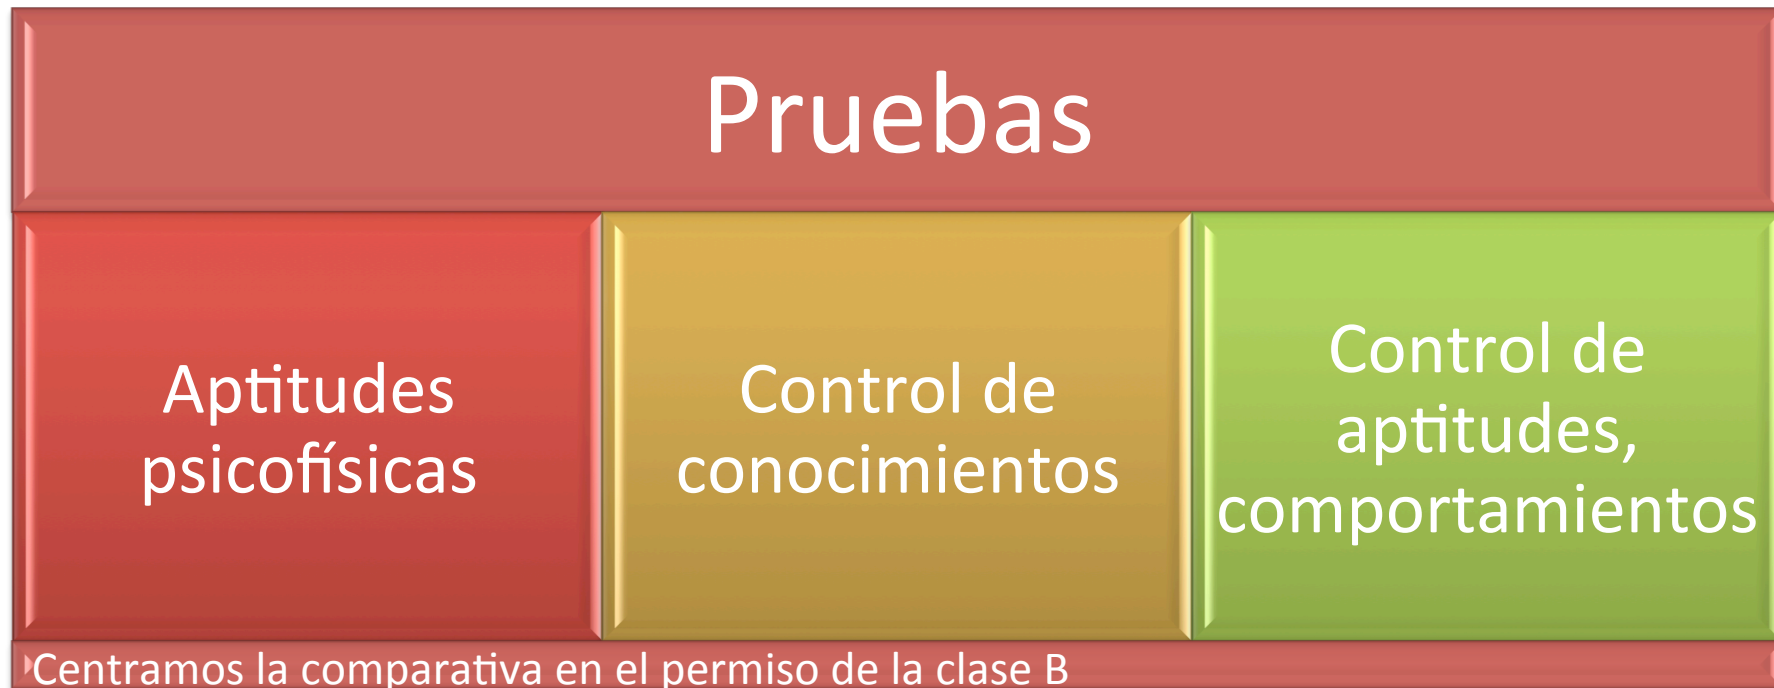 Pruebas
Aptitudes
psicofísicas
Control de
conocimientos
Control de
aptitudes,
comportamientos
Centramos la comparativa en el permiso de la clase B